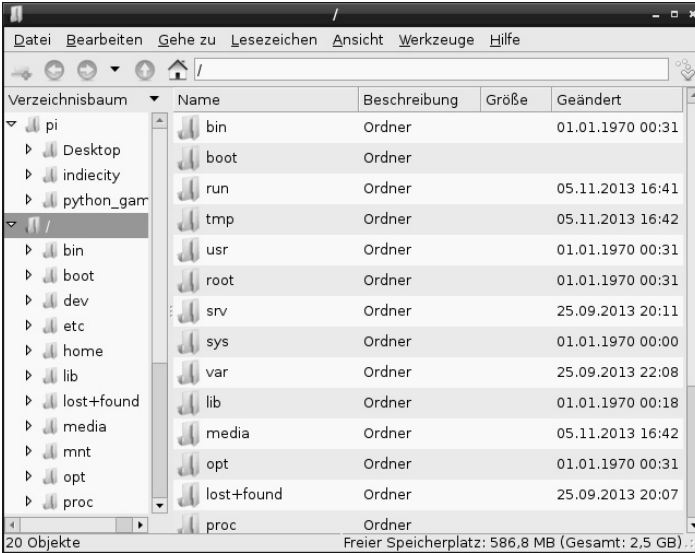 /
Datei Bearbeiten Gehe zu Lesezeichen Ansicht Werkzeuge Hilfe
/
Verzeichnisbaum
pi
Desktop
indiecity
python_gam
/
bin
boot
dev
etc
home
lib
lost+found
media
mnt
opt
proc
Name Beschreibung Größe Geändert
bin Ordner 01.01.1970 00:31
boot Ordner
run Ordner 05.11.2013 16:41
tmp Ordner 05.11.2013 16:42
usr Ordner 01.01.1970 00:31
root Ordner 01.01.1970 00:31
srv Ordner 25.09.2013 20:11
sys Ordner 01.01.1970 00:00
var Ordner 25.09.2013 22:08
lib Ordner 01.01.1970 00:18
media Ordner 05.11.2013 16:42
opt Ordner 01.01.1970 00:31
lost+found Ordner 25.09.2013 20:07
proc Ordner
20 Objekte Freier Speicherplatz: 586,8 MB (Gesamt: 2,5 GB)